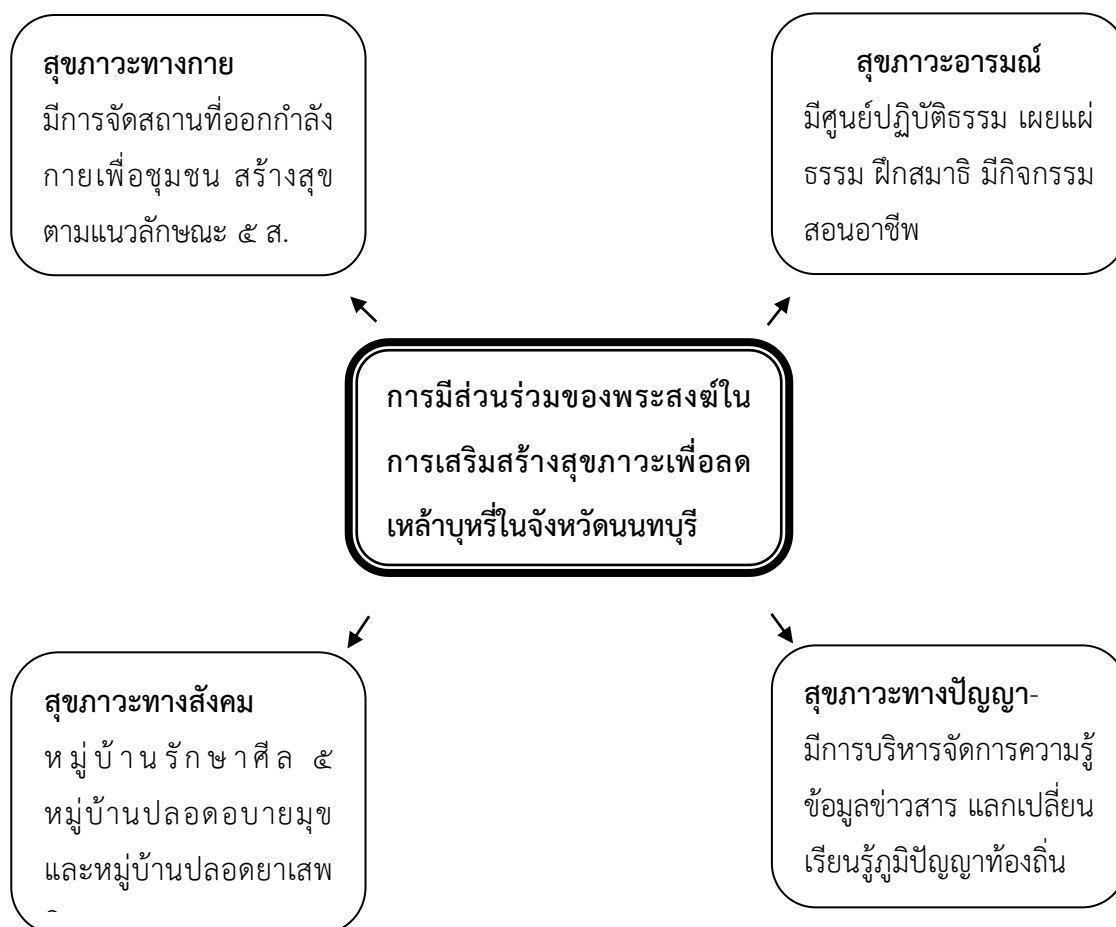 สุขภาวะทางกาย
มีการจัดสถานที่ออกกำลัง
กายเพื่อชุมชน สร้างสุข
ตามแนวลักษณะ ๕ ส.
สุขภาวะอารมณ์
มีศูนย์ปฏิบัติธรรม เผยแผ่
ธรรม ฝึกสมาธิ มีกิจกรรม
สอนอาชีพ
การมีส่วนร่วมของพระสงฆ์ใน
การเสริมสร้างสุขภาวะเพื่อลด
เหล้าบุหรี่ในจังหวัดนนทบุรี
สุขภาวะทางสังคม
หมู่บ้านรักษาศีล ๕
หมู่บ้านปลอดอบายมุข
และหมู่บ้านปลอดยาเสพ
สุขภาวะทางปัญญา-
มีการบริหารจัดการความรู้
ข้อมูลข่าวสาร แลกเปลี่ยน
เรียนรู้ภูมิปัญญาท้องถิ่น